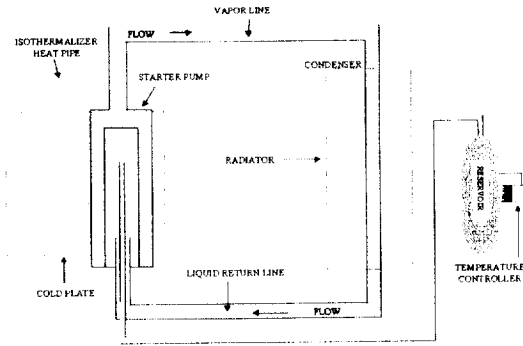 VAPOR LINE
FLOW
ISOTHERMALIZER
HEAT PIPE
CONDENSER
STARTER PUMP
RADIATOR
RESERVOIR
TEMPERATURE
CONTROLLER
LIQUID RETURN LINE
COLD PLATE
FLOW